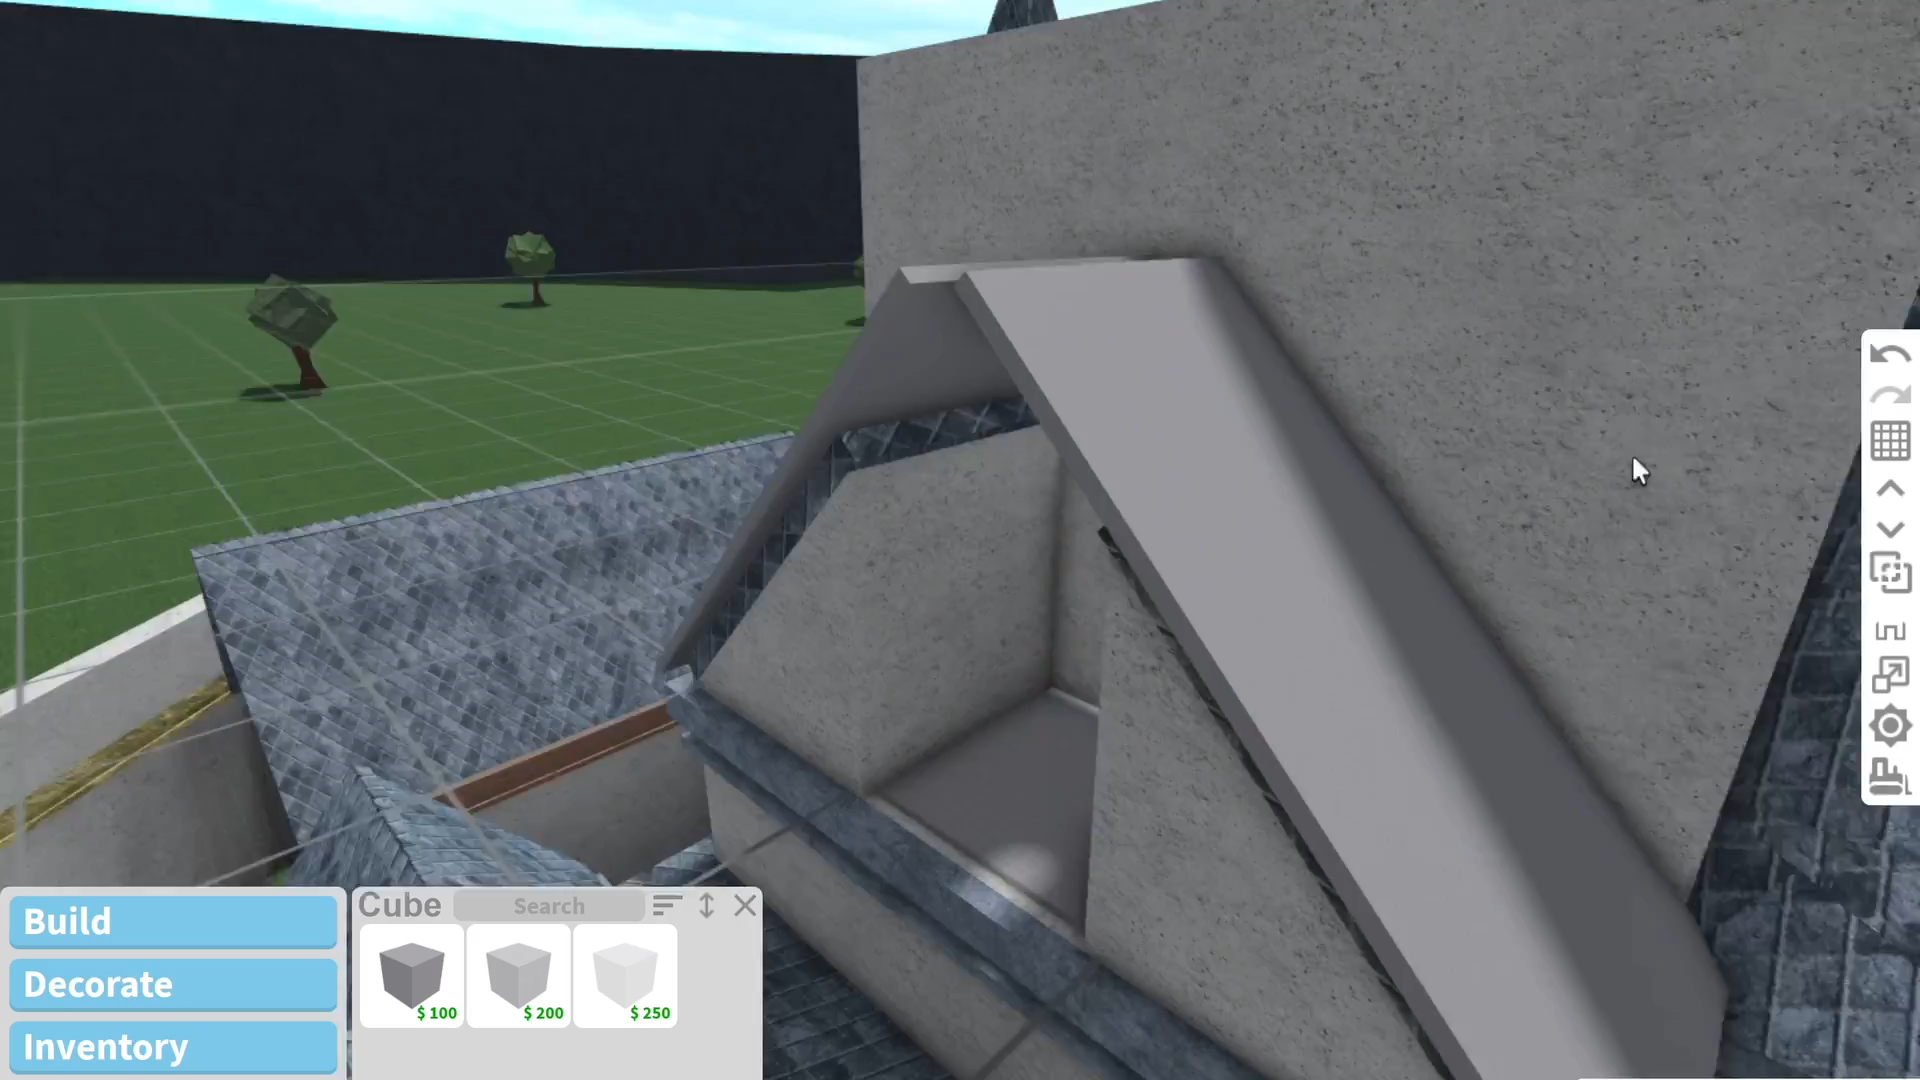 Build
Decorate
Inventory
Cube
Search
$ 100
$ 200
$ 250